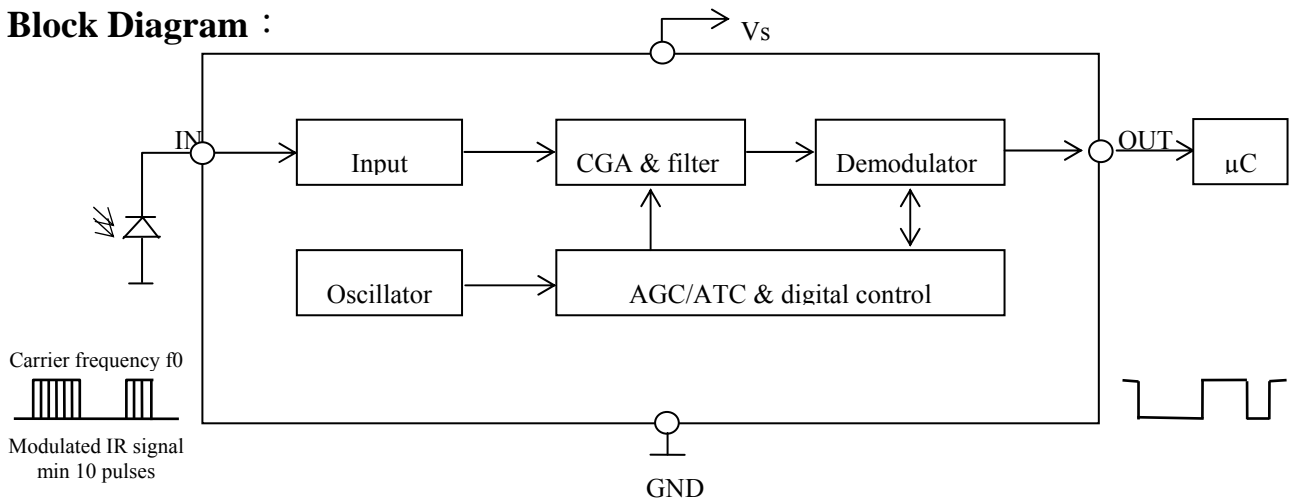 Block Diagram：
Vs
IN
Input
CGA & filter
Demodulator
OUT
µC
Oscillator
AGC/ATC & digital control
Carrier frequency f0
Modulated IR signal
min 10 pulses
GND